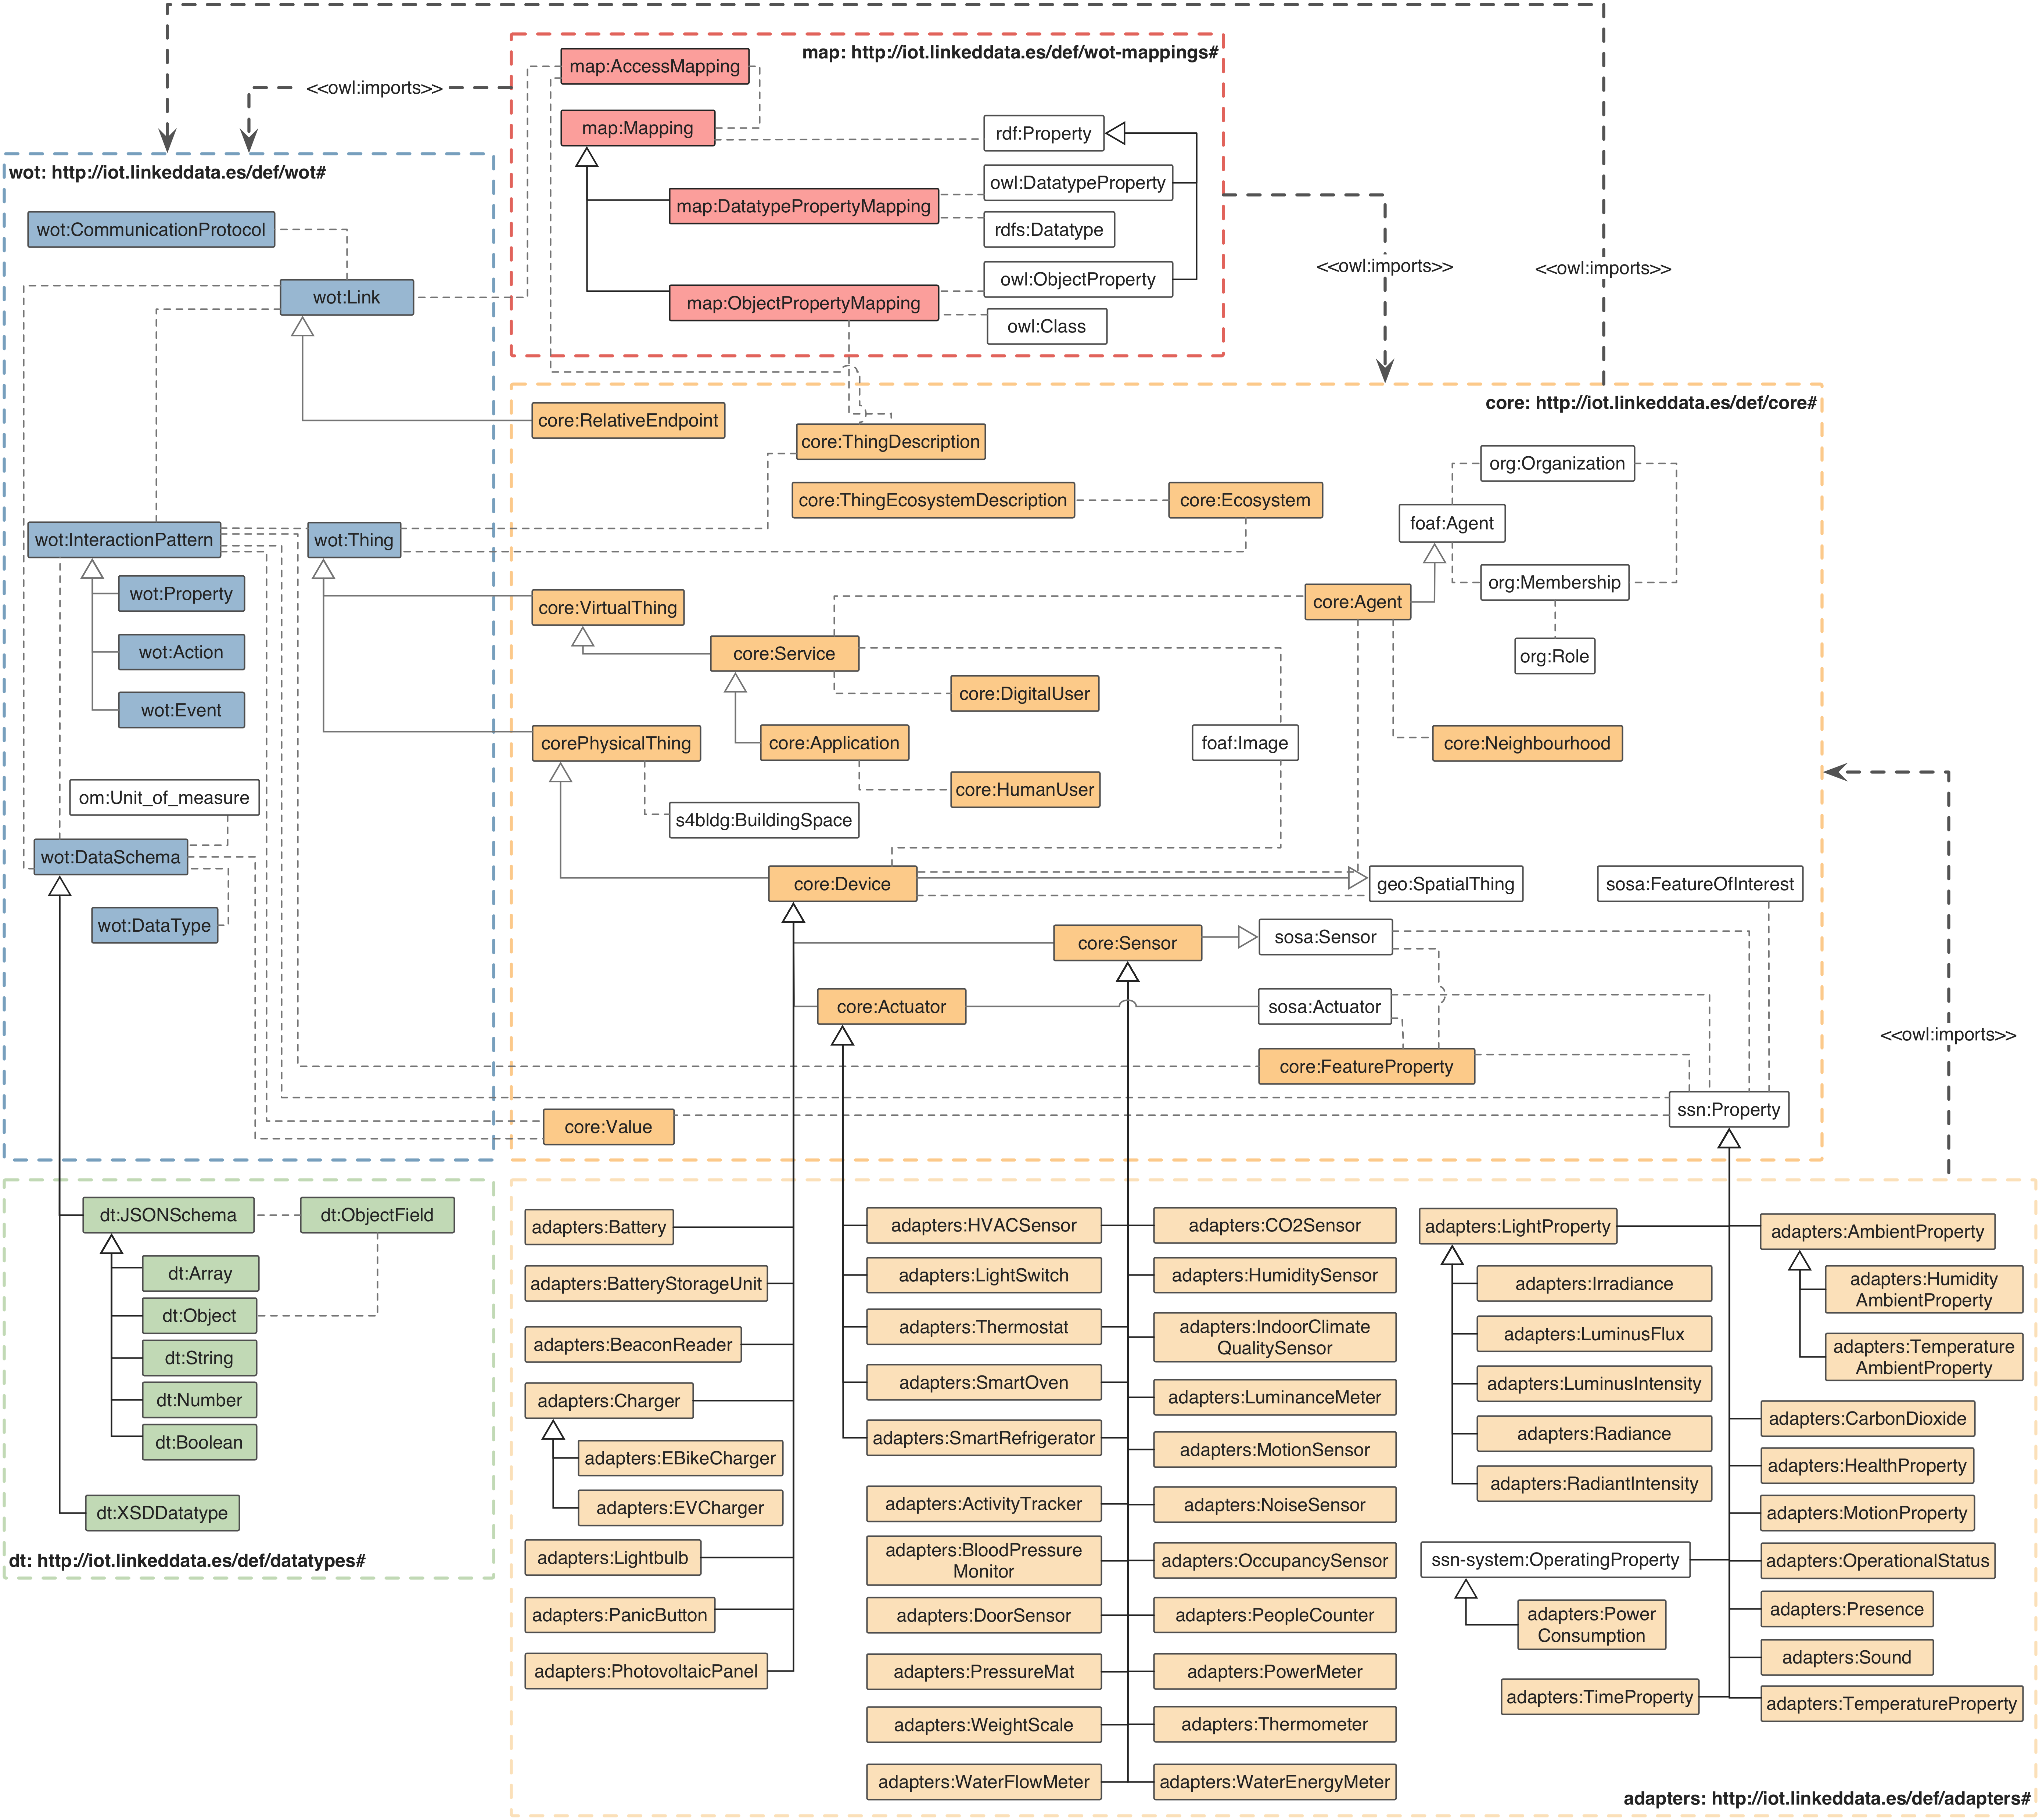 map: http://iot.linkeddata.es/def/wot-mappings#
map:AccessMapping
<<owl:imports>>
map:Mapping
rdf:Property
owl:DatatypeProperty
map:DatatypePropertyMapping
rdfs:Datatype
owl:ObjectProperty
map:ObjectPropertyMapping
owl:Class
<<owl:imports>>
<<owl:imports>>
wot: http://iot.linkeddata.es/def/wot#
wot:CommunicationProtocol
wot:Link
wot:InteractionPattern
wot:Thing
wot:Property
wot:Action
wot:Event
om:Unit_of_measure
wot:DataSchema
wot:DataType
core: http://iot.linkeddata.es/def/core#
core:RelativeEndpoint
core:ThingDescription
org:Organization
core:ThingEcosystemDescription
core:Ecosystem
foaf:Agent
org:Membership
core:VirtualThing
core:Agent
core:Service
org:Role
core:DigitalUser
corePhysicalThing
core:Application
foaf:Image
core:Neighbourhood
core:HumanUser
s4bldg:BuildingSpace
core:Device
geo:SpatialThing
sosa:FeatureOfInterest
core:Sensor
sosa:Sensor
core:Actuator
sosa:Actuator
<<owl:imports>>
core:FeatureProperty
ssn:Property
core:Value
dt:JSONSchema
dt:ObjectField
dt:Array
dt:Object
dt:String
dt:Number
dt:Boolean
dt:XSDDatatype
dt: http://iot.linkeddata.es/def/datatypes#
adapters:Battery
adapters:BatteryStorageUnit
adapters:BeaconReader
adapters:Charger
adapters:EBikeCharger
adapters:EVCharger
adapters:Lightbulb
adapters:PanicButton
adapters:PhotovoltaicPanel
adapters:HVACSensor
adapters:LightSwitch
adapters:Thermostat
adapters:SmartOven
adapters:SmartRefrigerator
adapters:ActivityTracker
adapters:BloodPressure
Monitor
adapters:DoorSensor
adapters:PressureMat
adapters:WeightScale
adapters:WaterFlowMeter
adapters:CO2Sensor
adapters:HumiditySensor
adapters:IndoorClimate
QualitySensor
adapters:LuminanceMeter
adapters:MotionSensor
adapters:NoiseSensor
adapters:OccupancySensor
adapters:PeopleCounter
adapters:PowerMeter
adapters:Thermometer
adapters:WaterEnergyMeter
adapters:LightProperty
adapters:Irradiance
adapters:LuminusFlux
adapters:LuminusIntensity
adapters:Radiance
adapters:RadiantIntensity
ssn-system:OperatingProperty
adapters:Power
Consumption
adapters:TimeProperty
adapters:AmbientProperty
adapters:Humidity
AmbientProperty
adapters:Temperature
AmbientProperty
adapters:CarbonDioxide
adapters:HealthProperty
adapters:MotionProperty
adapters:OperationalStatus
adapters:Presence
adapters:Sound
adapters:TemperatureProperty
adapters: http://iot.linkeddata.es/def/adapters#